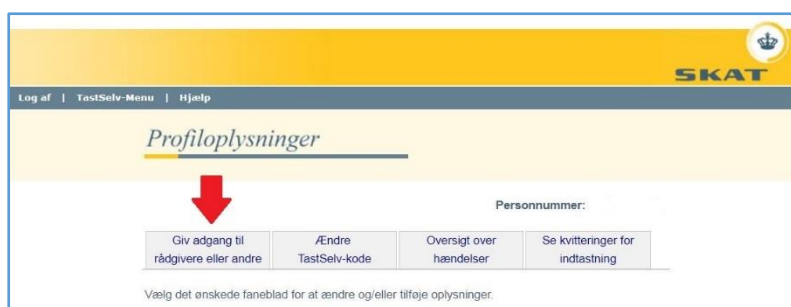 SKAT
Log af | TastSelv-Menu | Hjælp
Profiloplysninger
Personnummer:
Giv adgang til rådgivere eller andre
Ændre TastSelv-kode
Oversigt over hændelser
Se kvitteringer for indtastning
Vælg det ønskede faneblad for at ændre og/eller tilføje oplysninger.